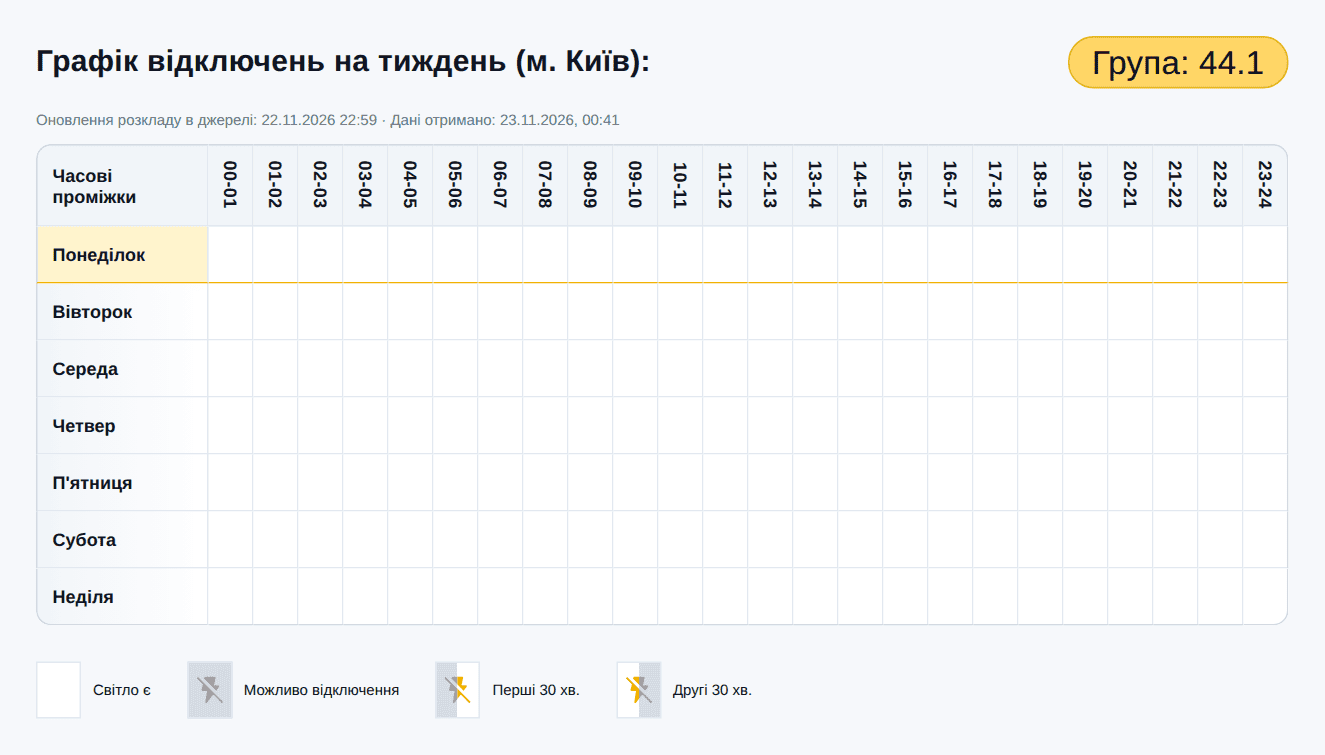 Графік відключень на тиждень (м. Київ):
Група: 44.1
Оновлення розкладу в джерелі: 22.11.2026 22:59 · Дані отримано: 23.11.2026, 00:41
Часові
проміжки
00-01
01-02
02-03
03-04
04-05
05-06
06-07
07-08
08-09
09-10
10-11
11-12
12-13
13-14
14-15
15-16
16-17
17-18
18-19
19-20
20-21
21-22
22-23
23-24
Понеділок
Вівторок
Середа
Четвер
П'ятниця
Субота
Неділя
Світло є
Можливо відключення
Перші 30 хв.
Другі 30 хв.